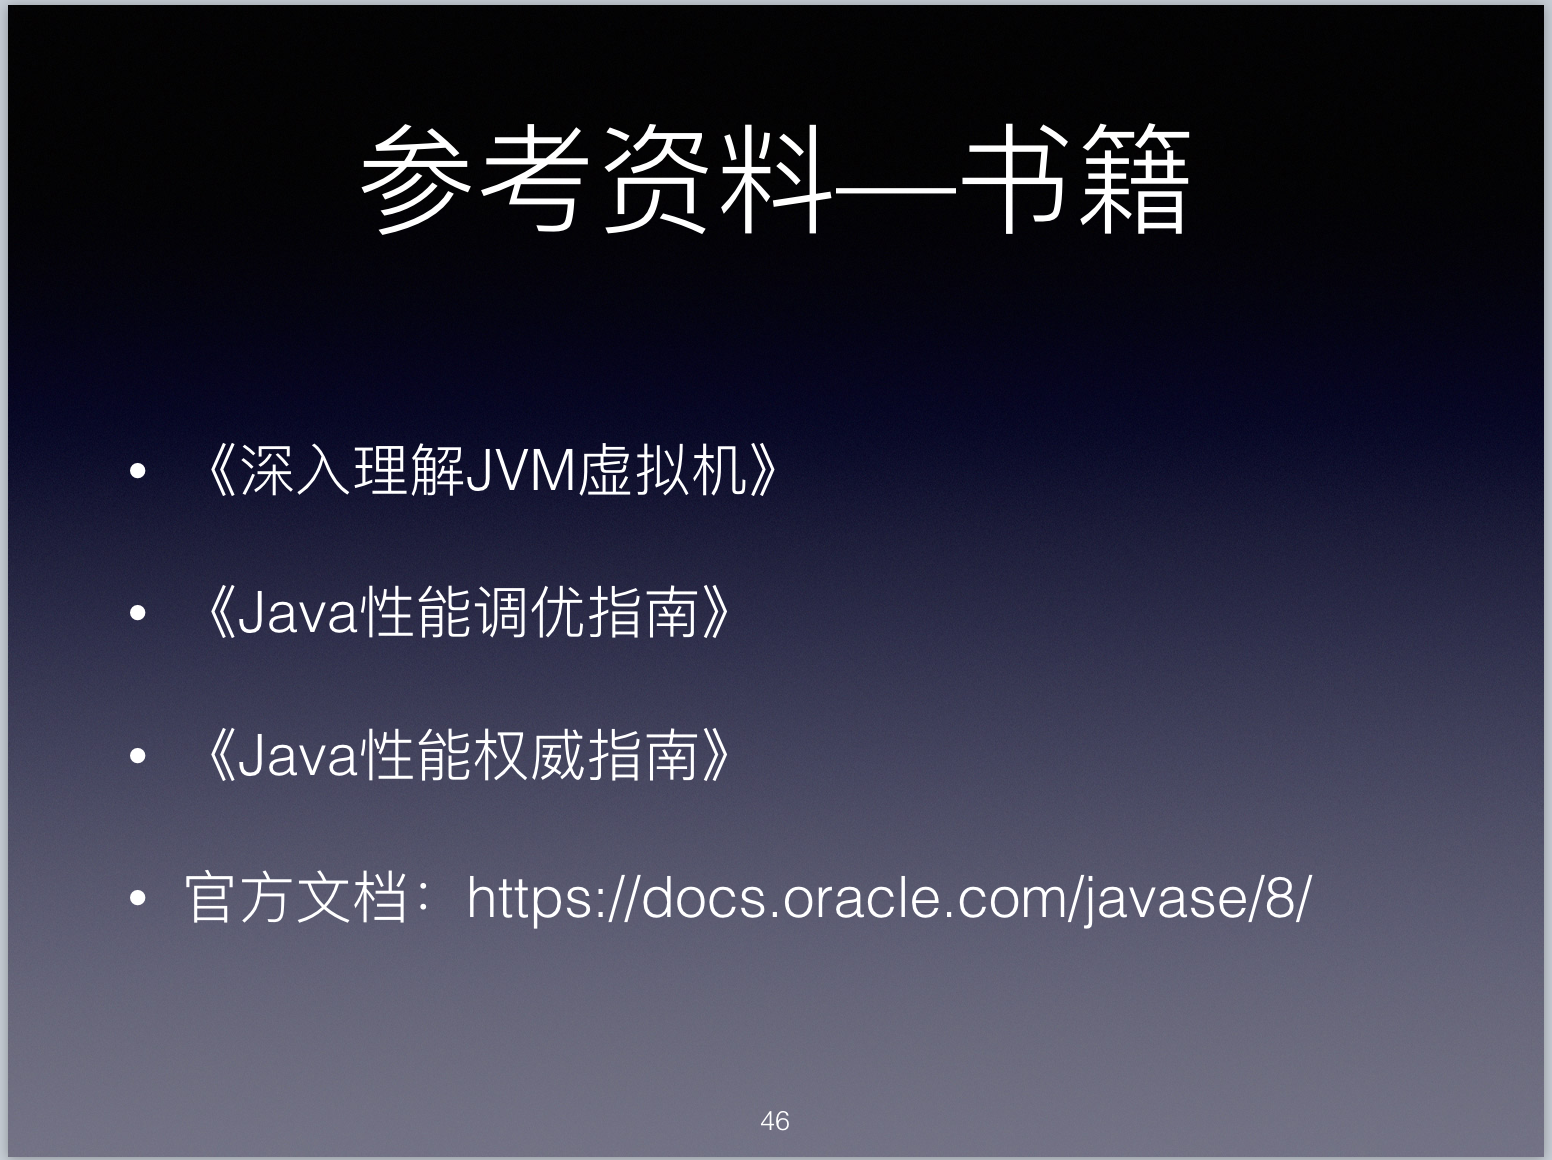 参考资料—书籍
• 《深入理解JVM虚拟机》
• 《Java性能调优指南》
• 《Java性能权威指南》
• 官方文档：https://docs.oracle.com/javase/8/
46